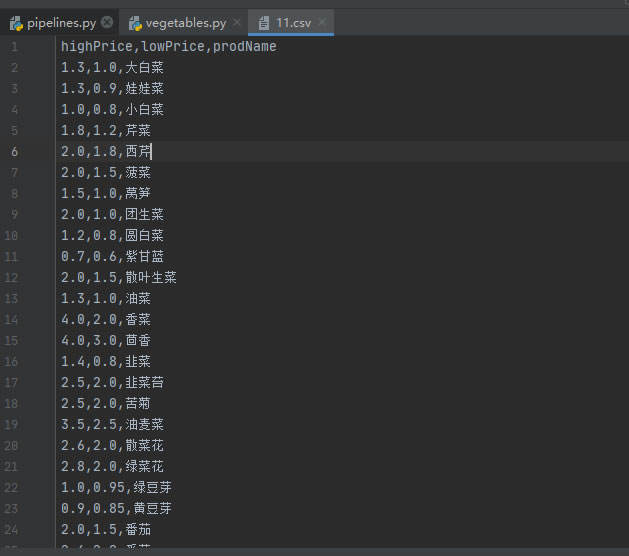 pipelines.py vegetables.py 11.csv
1 highPrice,lowPrice,prodName
2 1.3,1.0,大白菜
3 1.3,0.9,娃娃菜
4 1.0,0.8,小白菜
5 1.8,1.2,芹菜
6 2.0,1.8,西芹
7 2.0,1.5,菠菜
8 1.5,1.0,莴笋
9 2.0,1.0,团生菜
10 1.2,0.8,圆白菜
11 0.7,0.6,紫甘蓝
12 2.0,1.5,散叶生菜
13 1.3,1.0,油菜
14 4.0,2.0,香菜
15 4.0,3.0,茴香
16 1.4,0.8,韭菜
17 2.5,2.0,韭菜苔
18 2.5,2.0,苦菊
19 3.5,2.5,油麦菜
20 2.6,2.0,散菜花
21 2.8,2.0,绿菜花
22 1.0,0.95,绿豆芽
23 0.9,0.85,黄豆芽
24 2.0,1.5,番茄